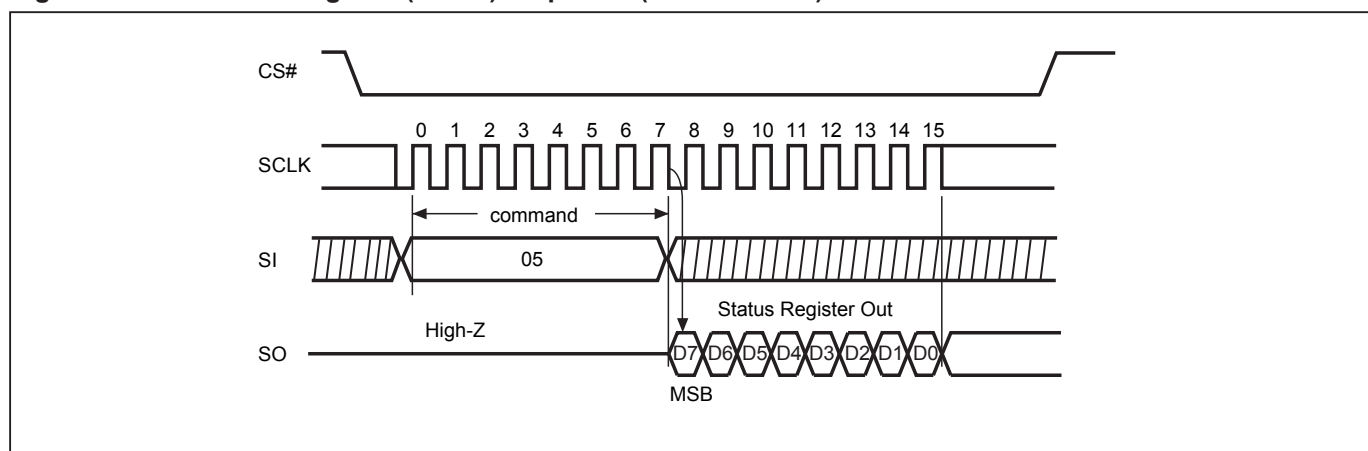 CS#
0 1 2 3 4 5 6 7 8 9 10 11 12 13 14 15
SCLK
command
SI
05
Status Register Out
High-Z
SO
D7 D6 D5 D4 D3 D2 D1 D0
MSB